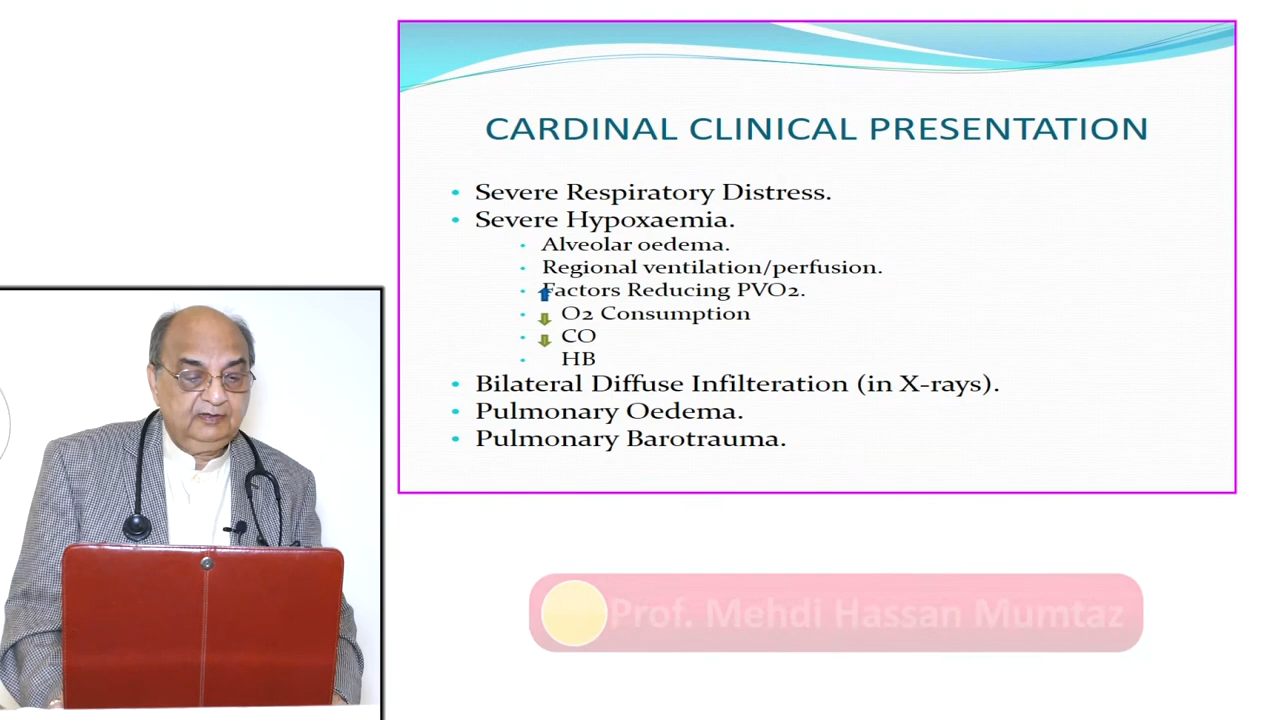 CARDINAL CLINICAL PRESENTATION
• Severe Respiratory Distress.
• Severe Hypoxaemia.
• Alveolar oedema.
• Regional ventilation/perfusion.
• Factors Reducing PVO2.
• O2 Consumption
• CO
• HB
• Bilateral Diffuse Infilteration (in X-rays).
• Pulmonary Oedema.
• Pulmonary Barotrauma.
Prof. Mehdi Hassan Mumtaz